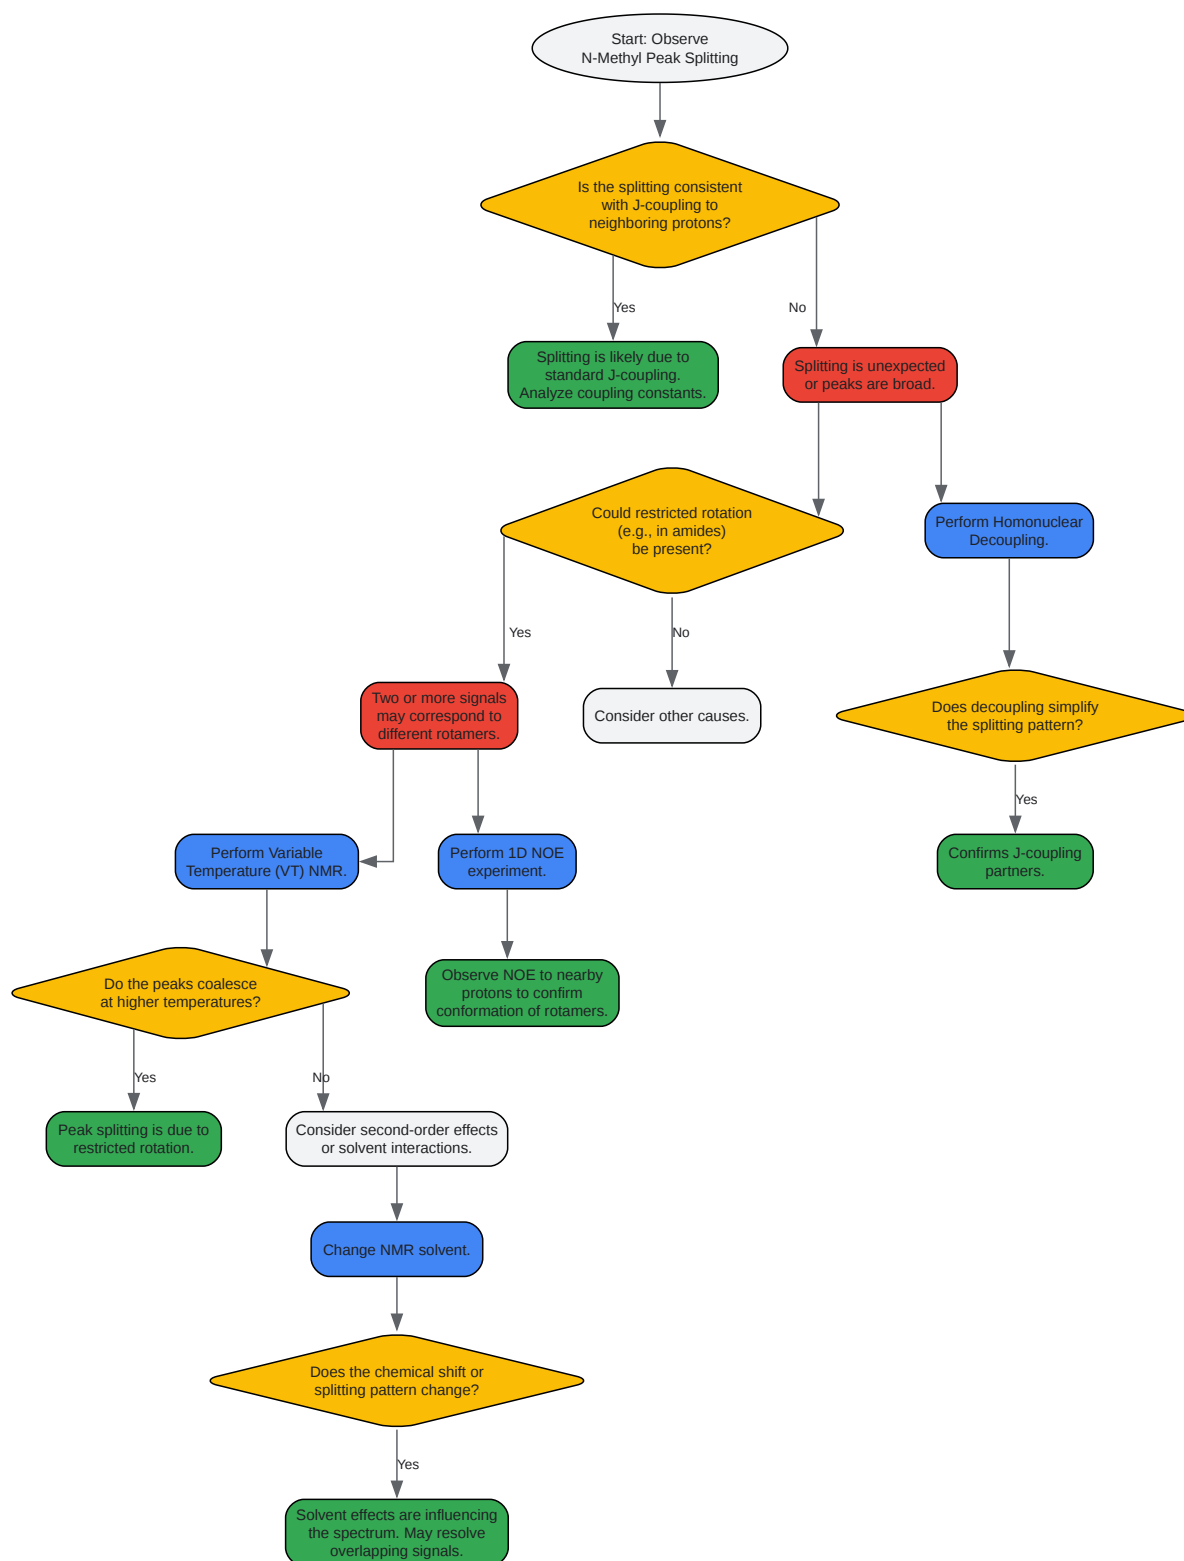 Start: Observe
N-Methyl Peak Splitting
Is the splitting consistent
with J-coupling to
neighboring protons?
Yes
No
Splitting is likely due to
standard J-coupling.
Analyze coupling constants.
Splitting is unexpected
or peaks are broad.
Could restricted rotation
(e.g., in amides)
be present?
Perform Homonuclear
Decoupling.
Yes
No
Two or more signals
may correspond to
different rotamers.
Consider other causes.
Does decoupling simplify
the splitting pattern?
Yes
Perform Variable
Temperature (VT) NMR.
Perform 1D NOE
experiment.
Confirms J-coupling
partners.
Do the peaks coalesce
at higher temperatures?
Observe NOE to nearby
protons to confirm
conformation of rotamers.
Yes
No
Peak splitting is due to
restricted rotation.
Consider second-order effects
or solvent interactions.
Change NMR solvent.
Does the chemical shift or
splitting pattern change?
Yes
Solvent effects are influencing
the spectrum. May resolve
overlapping signals.